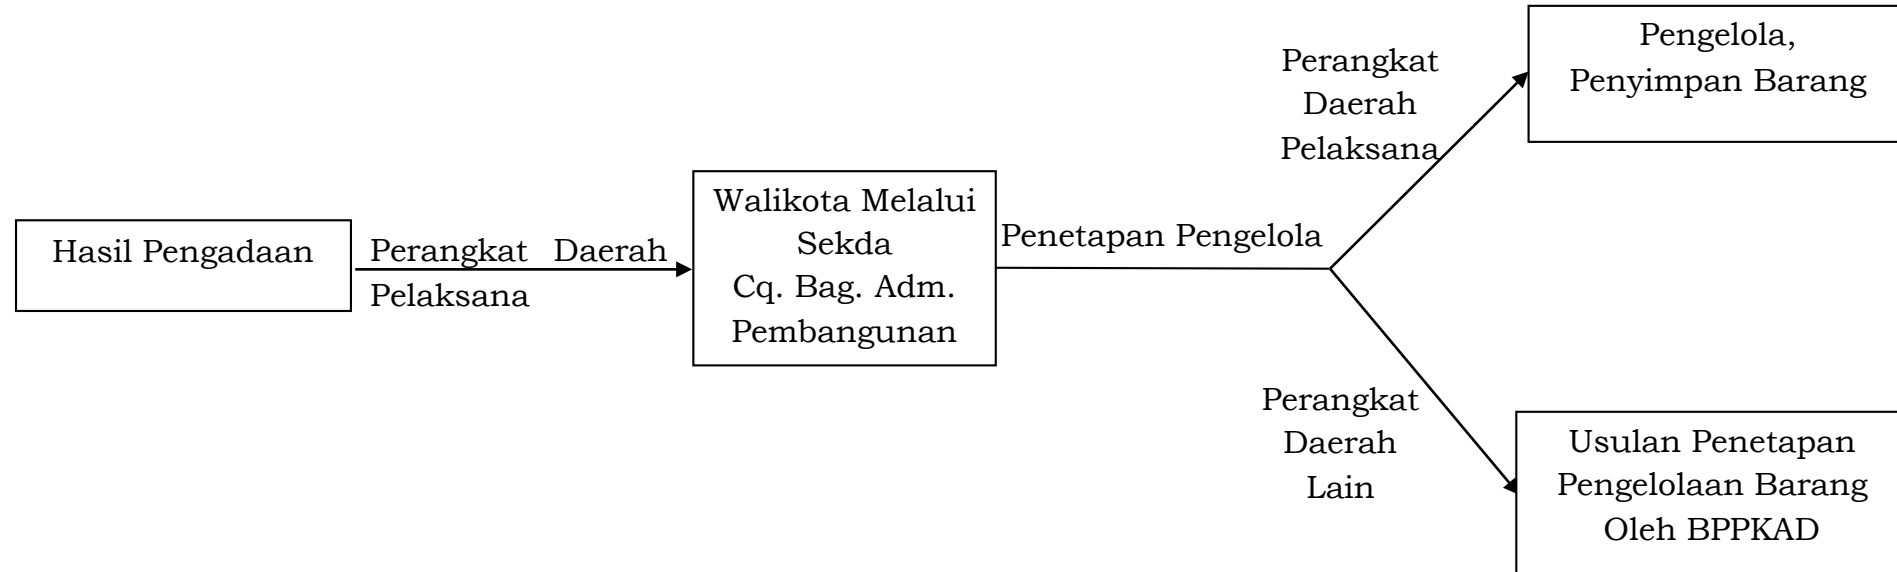 Hasil Pengadaan
Perangkat Daerah
Pelaksana
Walikota Melalui
Sekda
Cq. Bag. Adm.
Pembangunan
Penetapan Pengelola
Perangkat
Daerah
Pelaksana
Pengelola,
Penyimpan Barang
Perangkat
Daerah
Lain
Usulan Penetapan
Pengelolaan Barang
Oleh BPPKAD